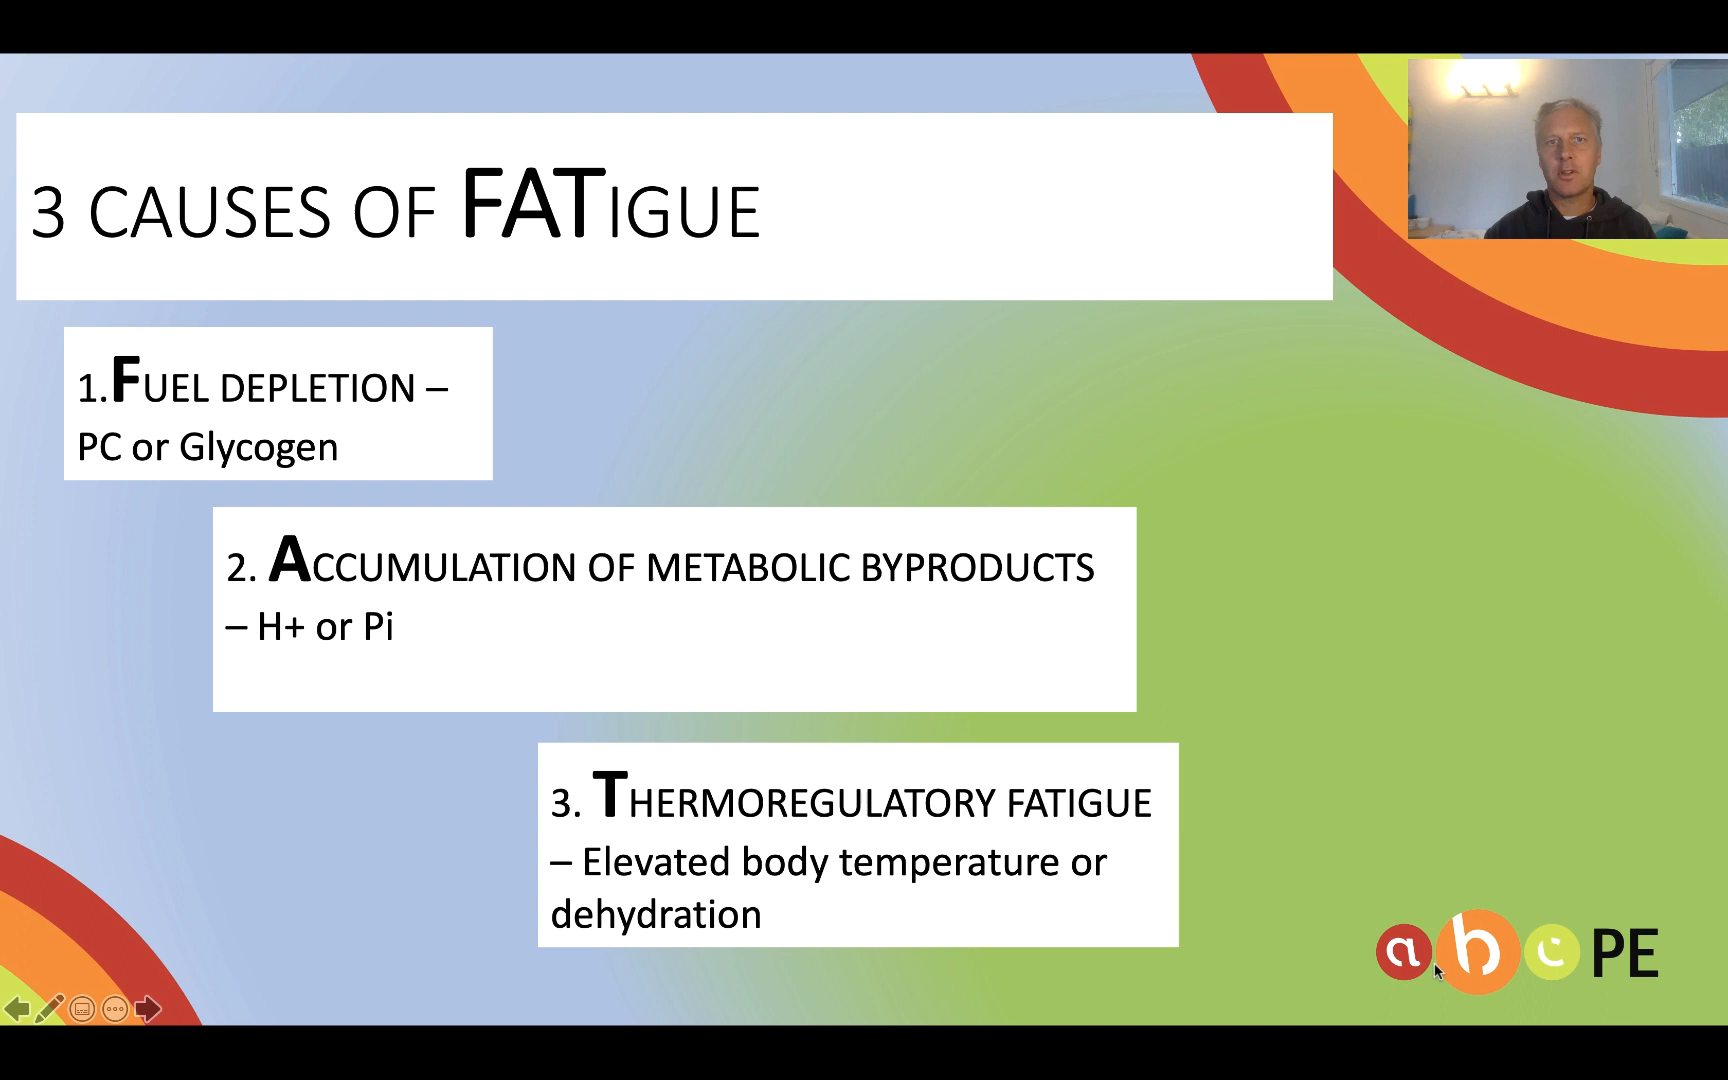 3 CAUSES OF FATIGUE
1.FUEL DEPLETION –
PC or Glycogen
2. ACCUMULATION OF METABOLIC BYPRODUCTS
– H+ or Pi
3. THERMOREGULATORY FATIGUE
– Elevated body temperature or
dehydration
abc PE